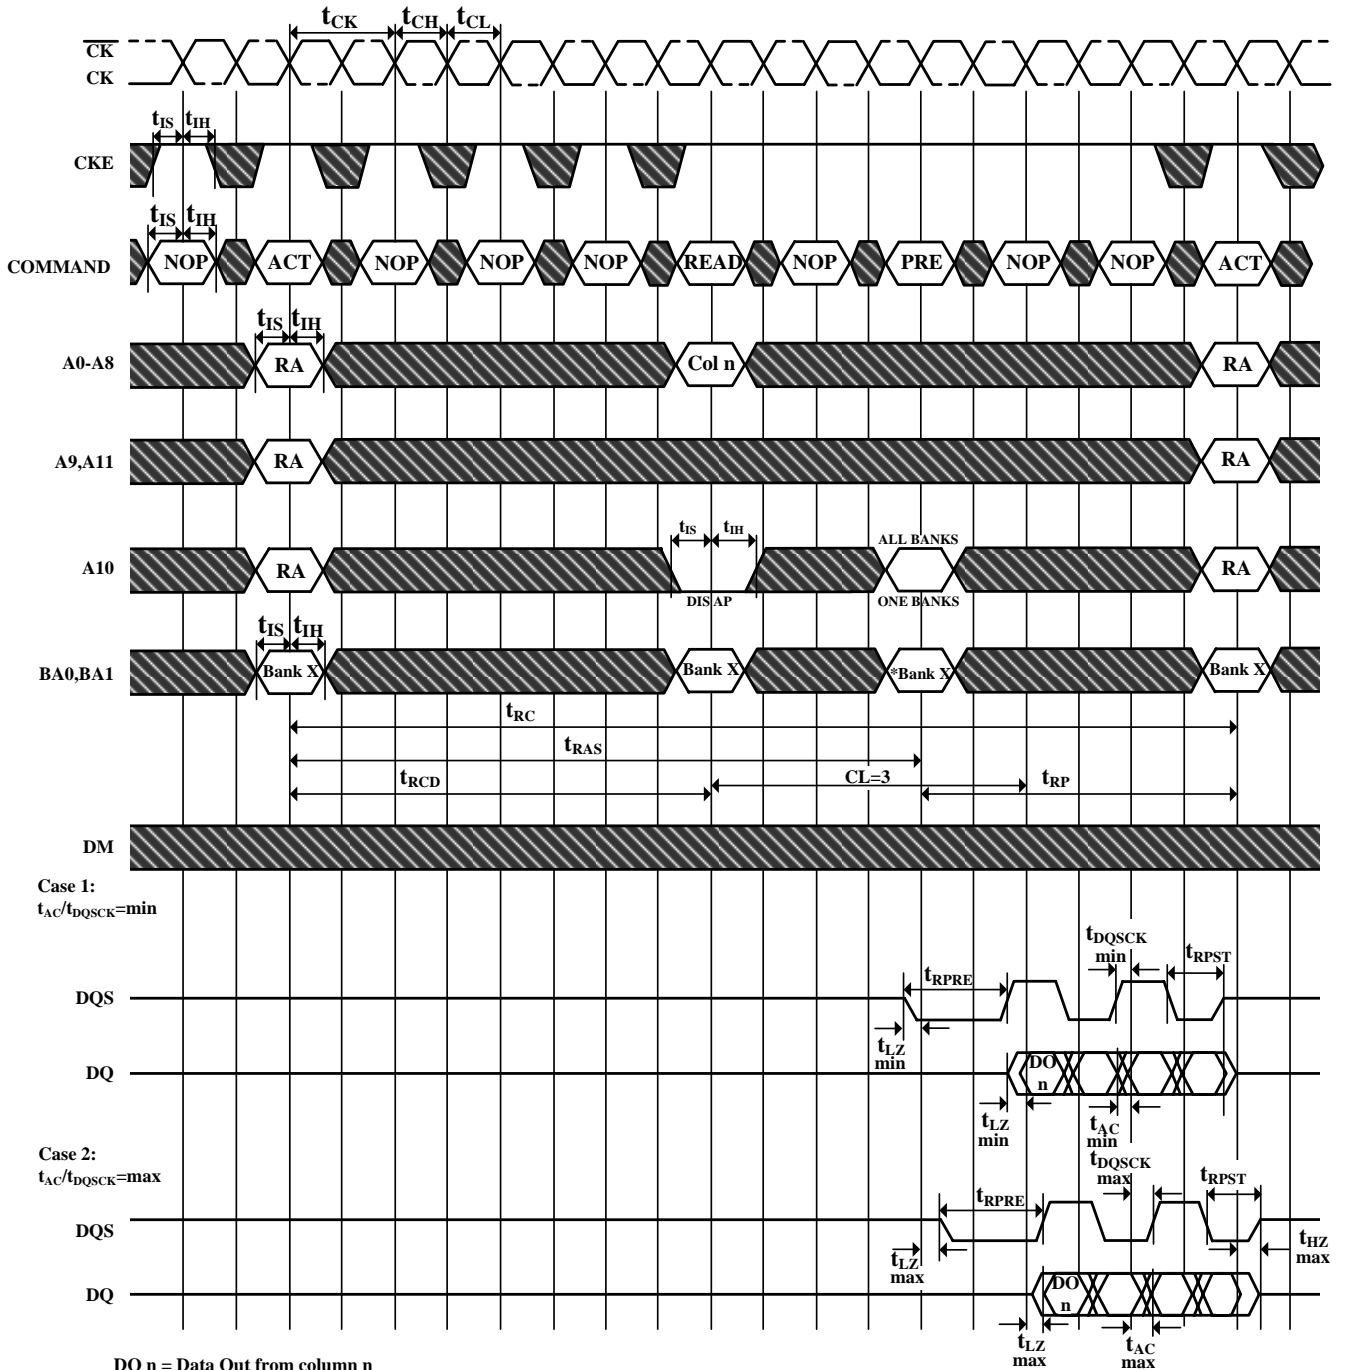 tCK tCH tCL
CK
CK
tIS tIH
CKE
tIS tIH
COMMAND NOP ACT NOP NOP NOP READ NOP PRE NOP NOP ACT
tIS tIH
A0-A8 RA Col n RA
A9,A11 RA RA
tIS tIH ALL BANKS
A10 RA RA
DIS AP ONE BANKS
tIS tIH
BA0,BA1 Bank X Bank X *Bank X Bank X
tRC
tRAS
tRCD CL=3 tRP
DM
Case 1:
tAC/tDQSCK=min
tDQSCK
min
tRPST
tRPRE
DQS
tLZ
min
DQ DO
n
tLZ
min
tAC
min
Case 2:
tAC/tDQSCK=max
tDQSCK
max
tRPST
tRPRE
DQS
tLZ
max
tHZ
max
DQ DO
n
tLZ
max
tAC
max
DO n = Data Out from column n